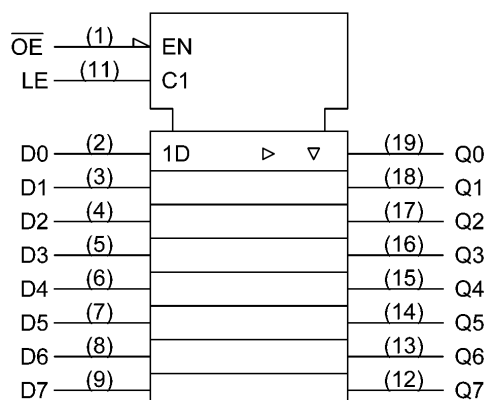 OE (1) EN
LE (11) C1
D0 (2) 1D (19) Q0
D1 (3) (18) Q1
D2 (4) (17) Q2
D3 (5) (16) Q3
D4 (6) (15) Q4
D5 (7) (14) Q5
D6 (8) (13) Q6
D7 (9) (12) Q7